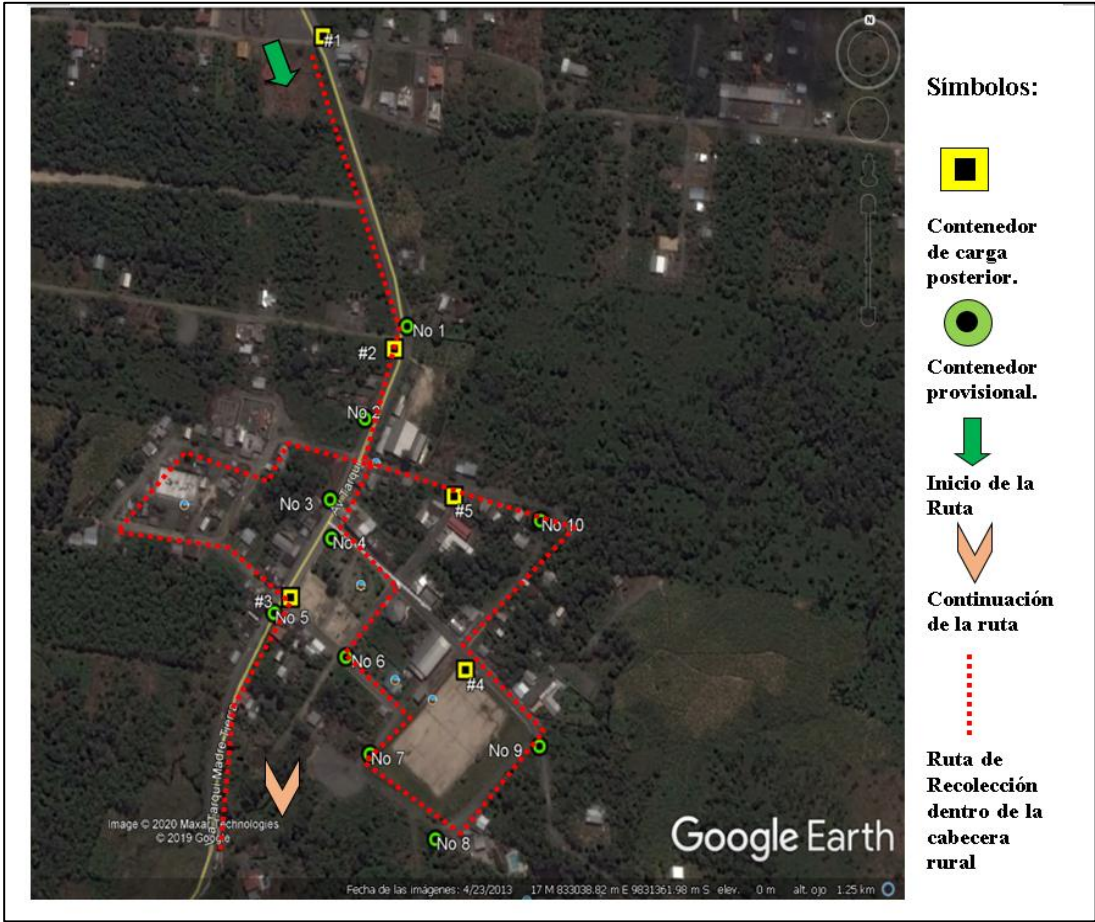 N
#1
No 1
#2
No 2
Av Tarqui
No 3
#5
No 10
No 4
#3
No 5
No 6
#4
No 9
No 7
No 8
Image © 2020 Maxar Technologies
© 2019 Google
Google Earth
Fecha de las imágenes: 4/23/2013 17 M 833038.82 m E 9831361.98 m S elev. 0 m alt. ojo 1.25 km
Símbolos:
Contenedor
de carga
posterior.
Contenedor
provisional.
Inicio de la
Ruta
Continuación
de la ruta
Ruta de
Recolección
dentro de la
cabecera
rural